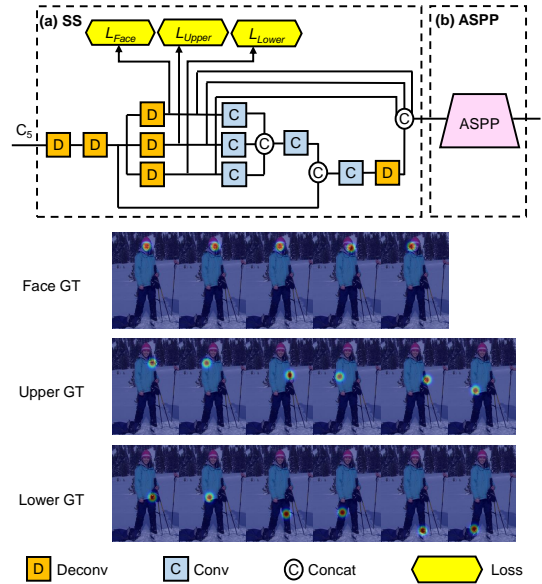 (a) SS
(b) ASPP
L_Face
L_Upper
L_Lower
C_5
D
D
D
D
D
C
C
C
C
C
C
C
D
C
ASPP
Face GT
Upper GT
Lower GT
D Deconv
C Conv
C Concat
Loss